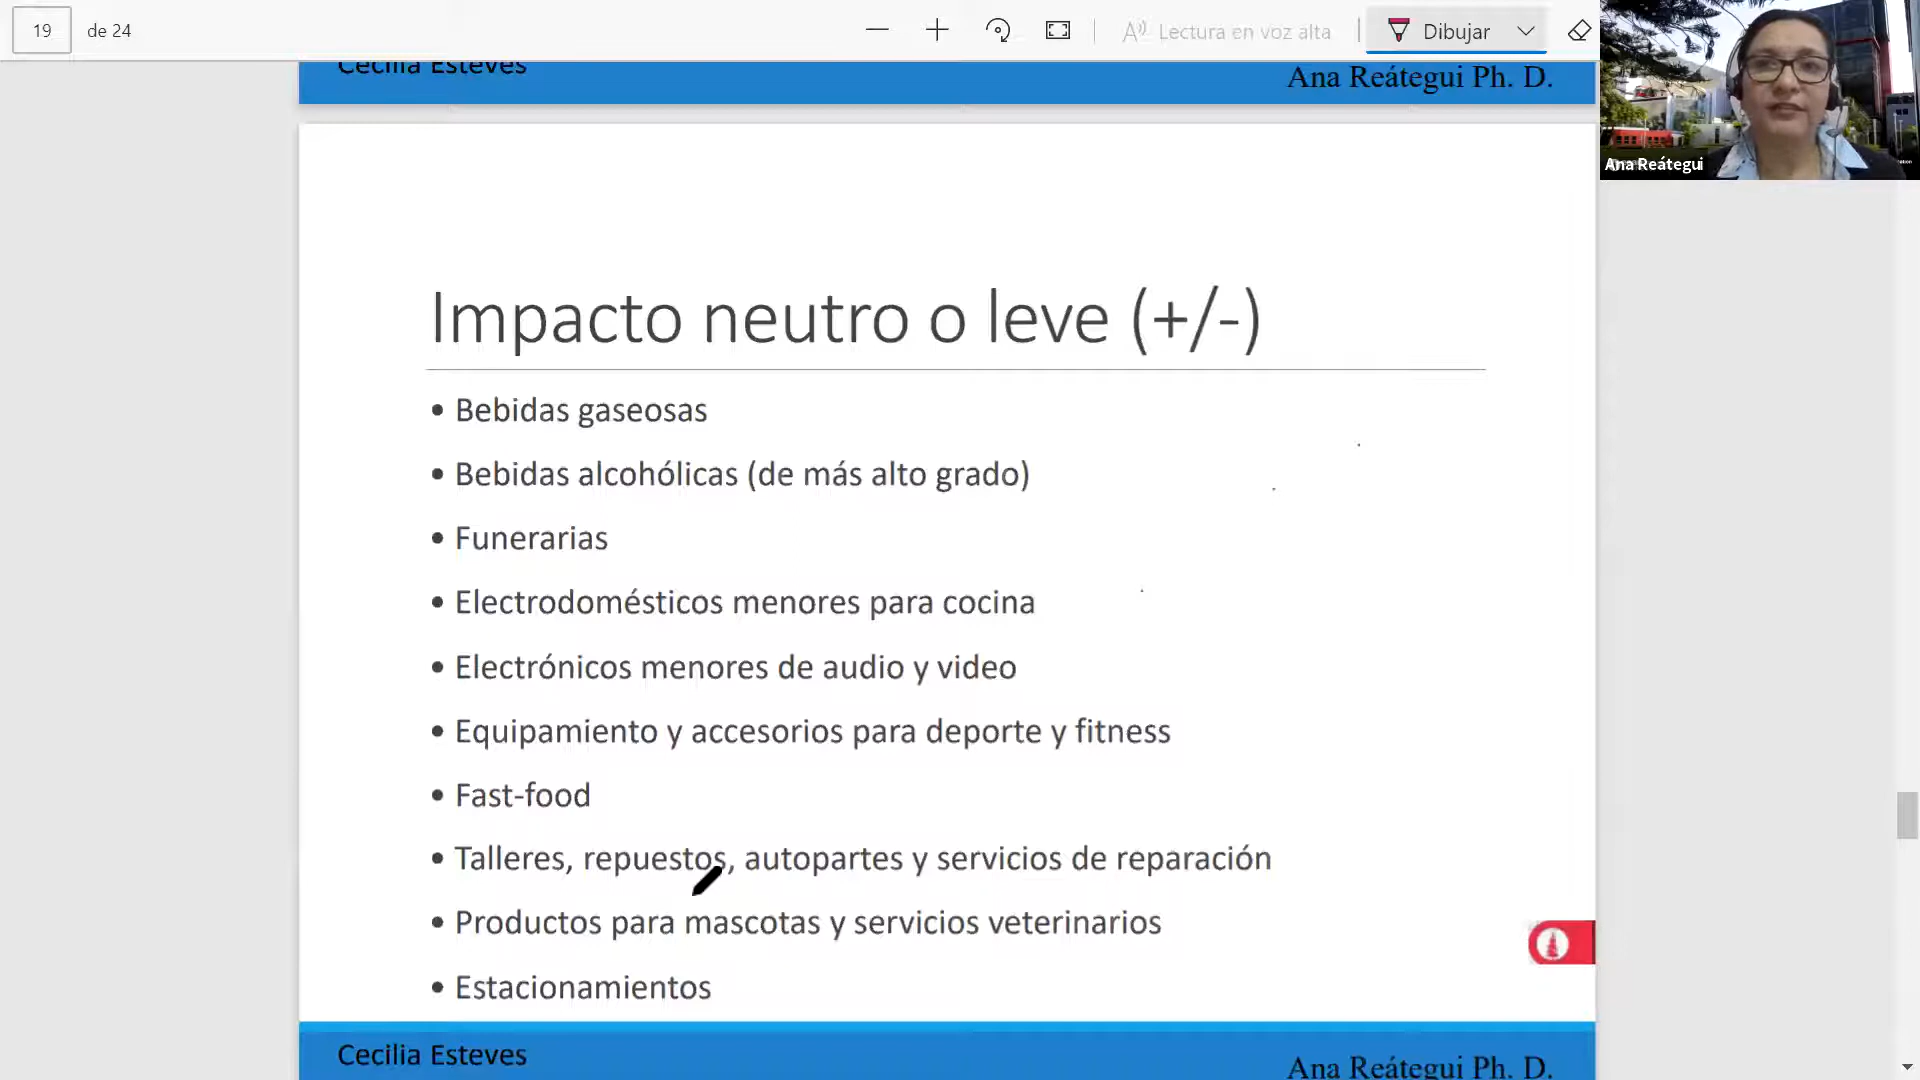 19 de 24
Lectura en voz alta
Dibujar
Cecilia Esteves
Ana Reátegui Ph. D.
Ana Reátegui
Impacto neutro o leve (+/-)
• Bebidas gaseosas
• Bebidas alcohólicas (de más alto grado)
• Funerarias
• Electrodomésticos menores para cocina
• Electrónicos menores de audio y video
• Equipamiento y accesorios para deporte y fitness
• Fast-food
• Talleres, repuestos, autopartes y servicios de reparación
• Productos para mascotas y servicios veterinarios
• Estacionamientos
Cecilia Esteves
Ana Reátegui Ph. D.